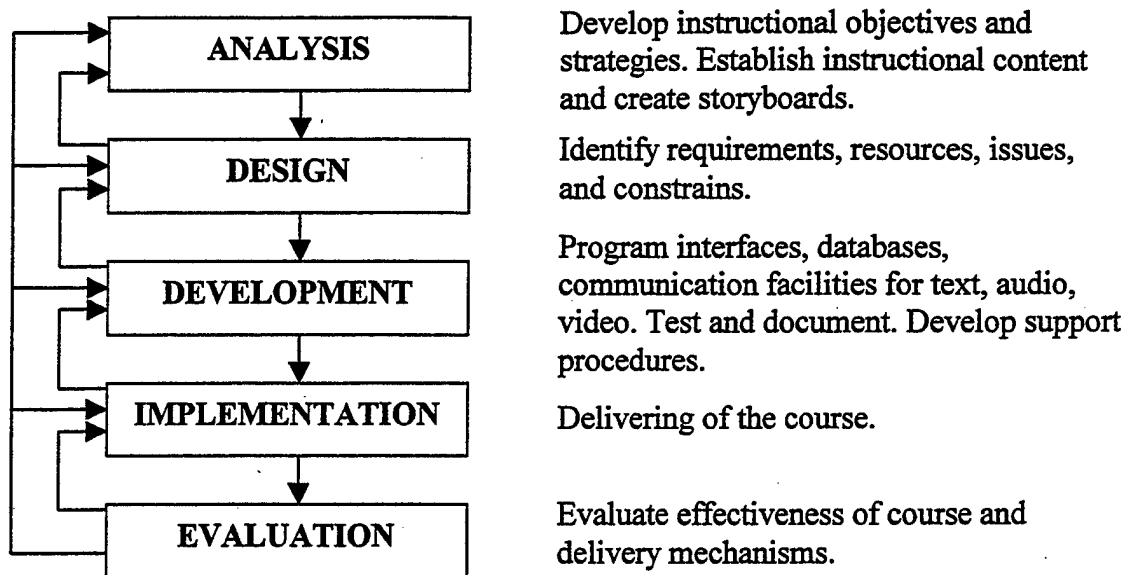 ANALYSIS
Develop instructional objectives and
strategies. Establish instructional content
and create storyboards.
DESIGN
Identify requirements, resources, issues,
and constrains.
DEVELOPMENT
Program interfaces, databases,
communication facilities for text, audio,
video. Test and document. Develop support
procedures.
IMPLEMENTATION
Delivering of the course.
EVALUATION
Evaluate effectiveness of course and
delivery mechanisms.